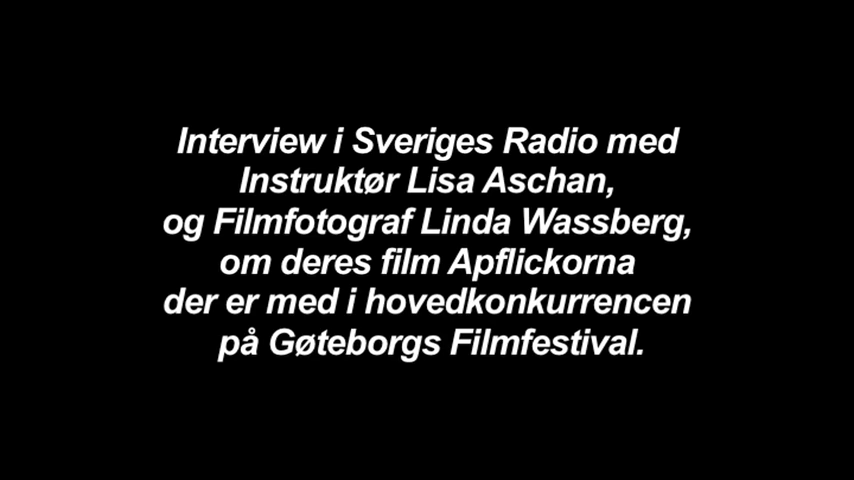 Interview i Sveriges Radio med
Instruktør Lisa Aschan,
og Filmfotograf Linda Wassberg,
om deres film Apflickorna
der er med i hovedkonkurrencen
på Gøteborgs Filmfestival.